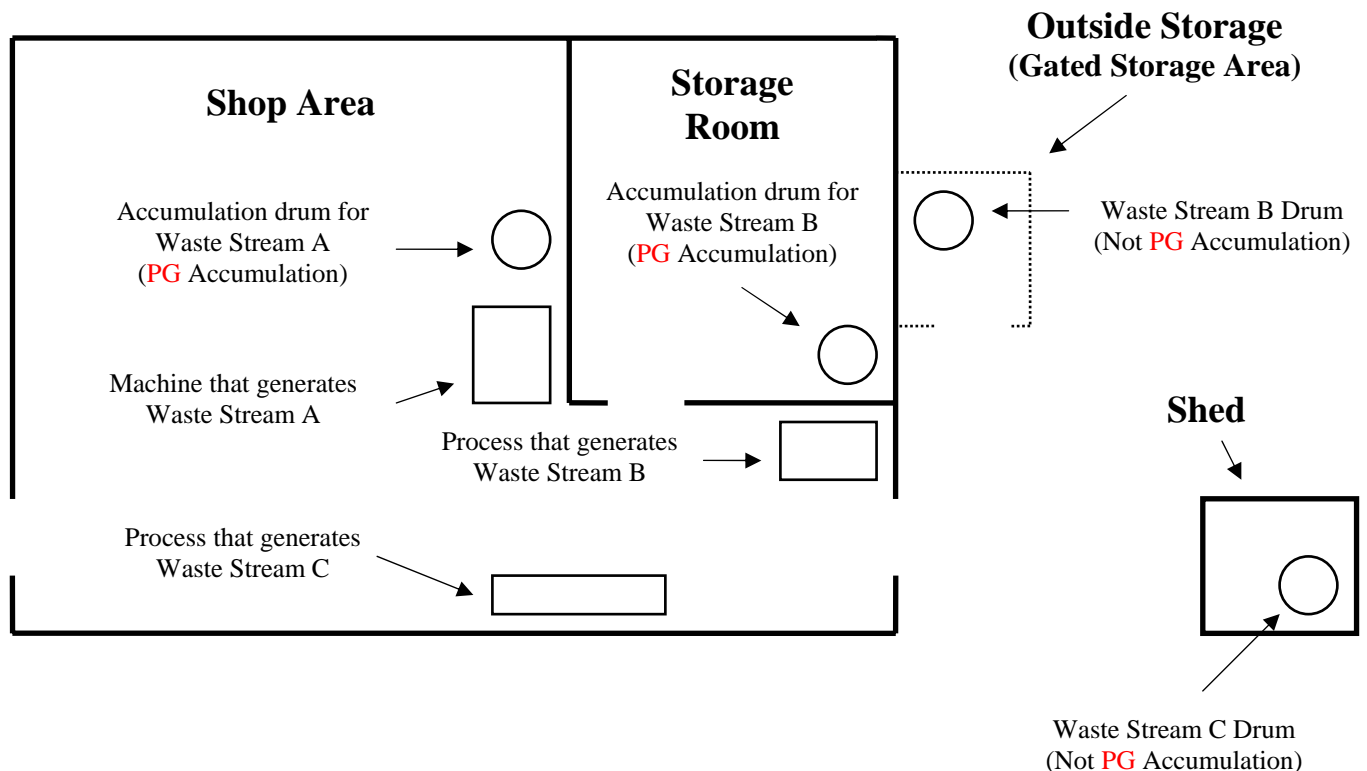 Outside Storage
(Gated Storage Area)
Shop Area
Storage
Room
Accumulation drum for
Waste Stream A
(PG Accumulation)
Accumulation drum for
Waste Stream B
(PG Accumulation)
Waste Stream B Drum
(Not PG Accumulation)
Machine that generates
Waste Stream A
Process that generates
Waste Stream B
Shed
Process that generates
Waste Stream C
Waste Stream C Drum
(Not PG Accumulation)